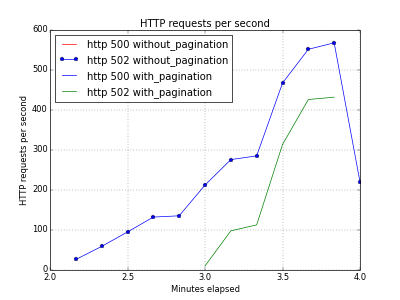 HTTP requests per second
600
500
400
300
200
100
0
HTTP requests per second
http 500 without_pagination
http 502 without_pagination
http 500 with_pagination
http 502 with_pagination
2.0 2.5 3.0 3.5 4.0
Minutes elapsed